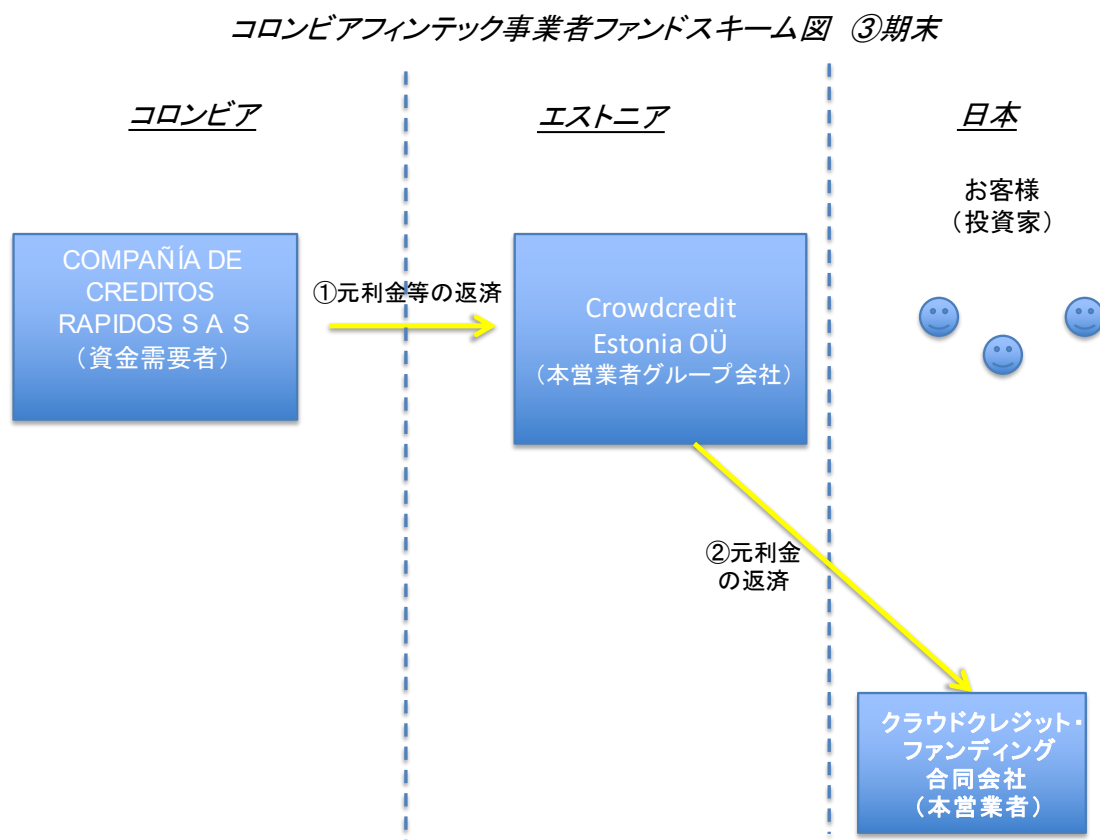 コロンビアフィンテック事業者ファンドスキーム図　③期末
コロンビア
エストニア
日本
お客様
（投資家）
COMPAÑÍA DE
CREDITOS
RAPIDOS S A S
（資金需要者）
①元利金等の返済
Crowdcredit
Estonia OÜ
（本営業者グループ会社）
②元利金
の返済
クラウドクレジット・
ファンディング
合同会社
（本営業者）